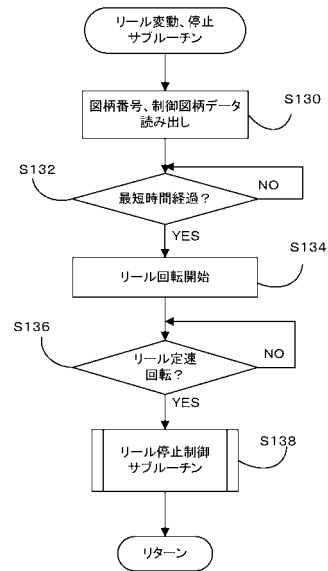 リール変動、停止
サブルーチン
図柄番号、制御図柄データ
読み出し
S130
S132
最短時間経過?
NO
YES
S134
リール回転開始
S136
リール定速
回転?
NO
YES
リール停止制御
サブルーチン
S138
リターン